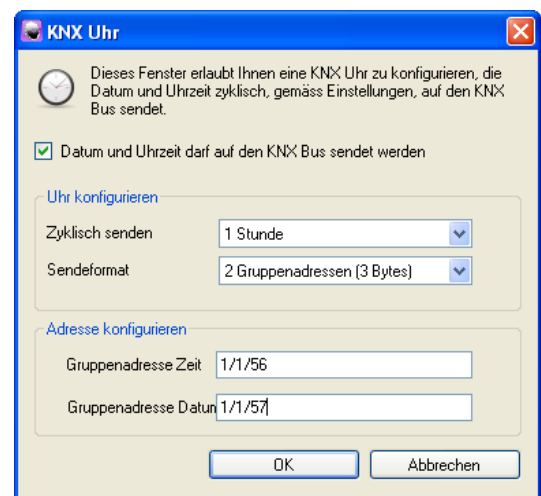 KNX Uhr
Dieses Fenster erlaubt Ihnen eine KNX Uhr zu konfigurieren, die
Datum und Uhrzeit zyklisch, gemäss Einstellungen, auf den KNX
Bus sendet.
Datum und Uhrzeit darf auf den KNX Bus sendet werden
Uhr konfigurieren
Zyklisch senden 1 Stunde
Sendeformat 2 Gruppenadressen (3 Bytes)
Adresse konfigurieren
Gruppenadresse Zeit 1/1/56
Gruppenadresse Datun 1/1/57
OK Abbrechen